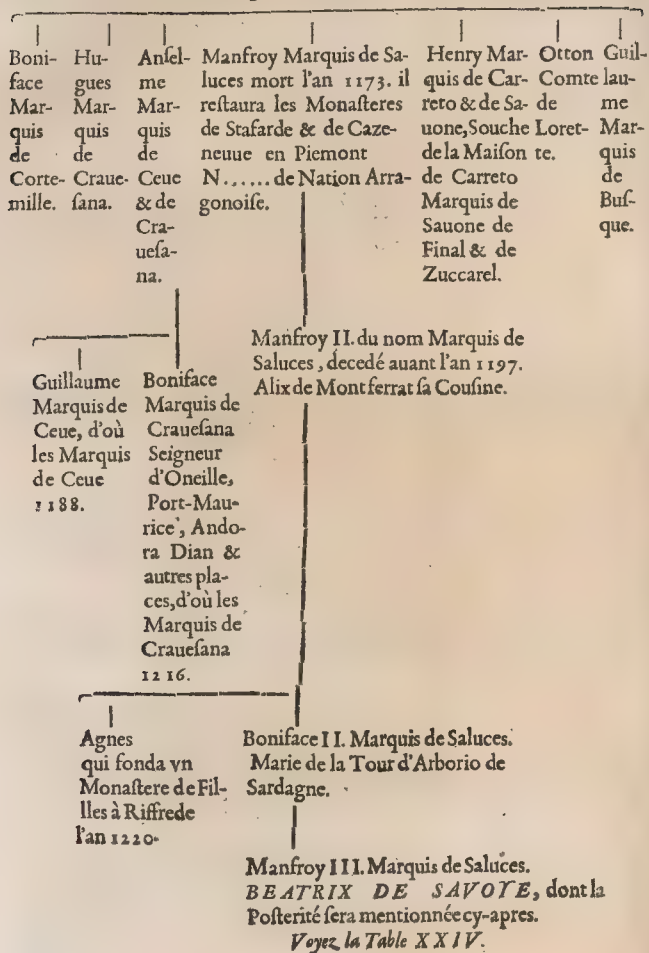 Boni-
face
Mar-
quis
de
Corte-
mille.
Hu-
gues
Mar-
quis
de
Craue-
ſana.
Anſel-
me
Mar-
quis
de
Ceue
& de
Cra-
ueſa-
na.
Manfroy Marquis de Sa-
luces mort l'an 1173. il
reſtaura les Monaſteres
de Stafarde & de Caze-
neuue en Piemont
N...... de Nation Arra-
gonoiſe.
Henry Mar-
quis de Car-
reto & de Sa-
uone, Souche
de la Maiſon
de Carreto
Marquis de
Sauone de
Final & de
Zuccarel.
Otton
Comte
de
Loret-
te.
Guil-
lau-
me
Mar-
quis
de
Buſ-
que.
Manfroy II. du nom Marquis de
Saluces, decedé auant l'an 1197.
Alix de Montferrat ſa Couſine.
Guillaume
Marquis de
Ceue, d'où
les Marquis
de Ceue
1188.
Boniface
Marquis de
Craueſana
Seigneur
d'Oneille,
Port-Mau-
rice, Ando-
ra Dian &
autres pla-
ces, d'où les
Marquis de
Craueſana
1216.
Agnes
qui fonda vn
Monaſtere de Fil-
lles à Riffrede
l'an 1220.
Boniface II. Marquis de Saluces.
Marie de la Tour d'Arborio de
Sardagne.
Manfroy III. Marquis de Saluces.
BEATRIX DE SAVOYE, dont la
Poſterité ſera mentionnée cy-apres.
Voyez la Table XXIV.